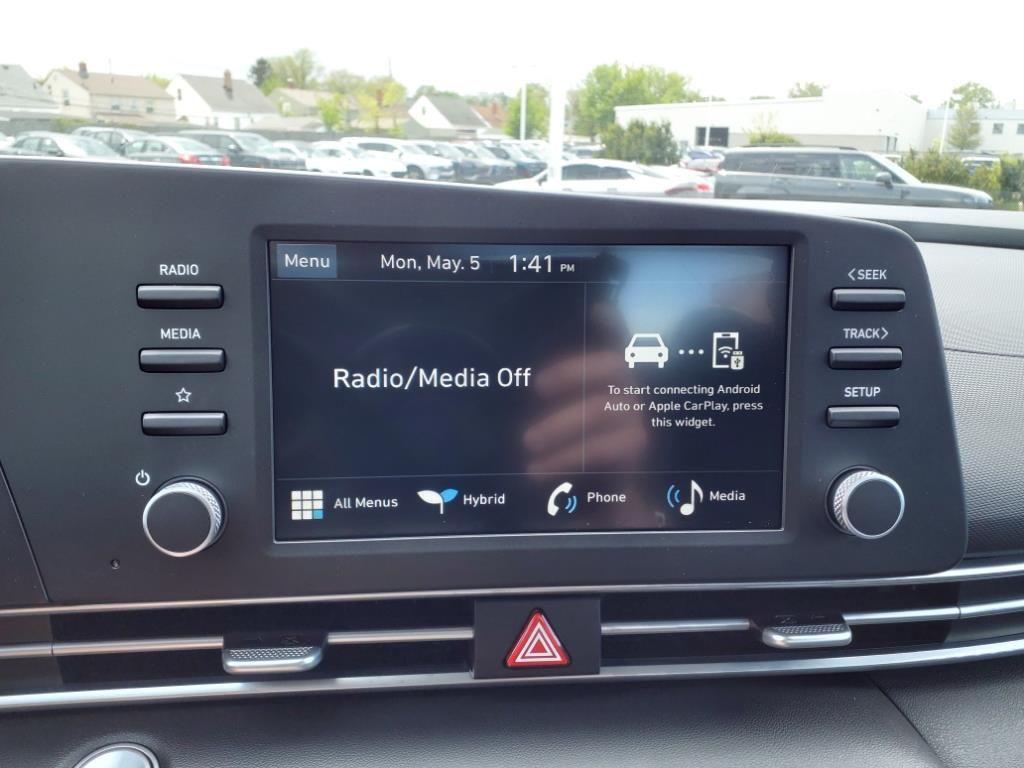 RADIO
MEDIA
Menu
Mon, May. 5
1:41 PM
Radio/Media Off
To start connecting Android
Auto or Apple CarPlay, press
this widget.
All Menus
Hybrid
Phone
Media
<SEEK
TRACK>
SETUP